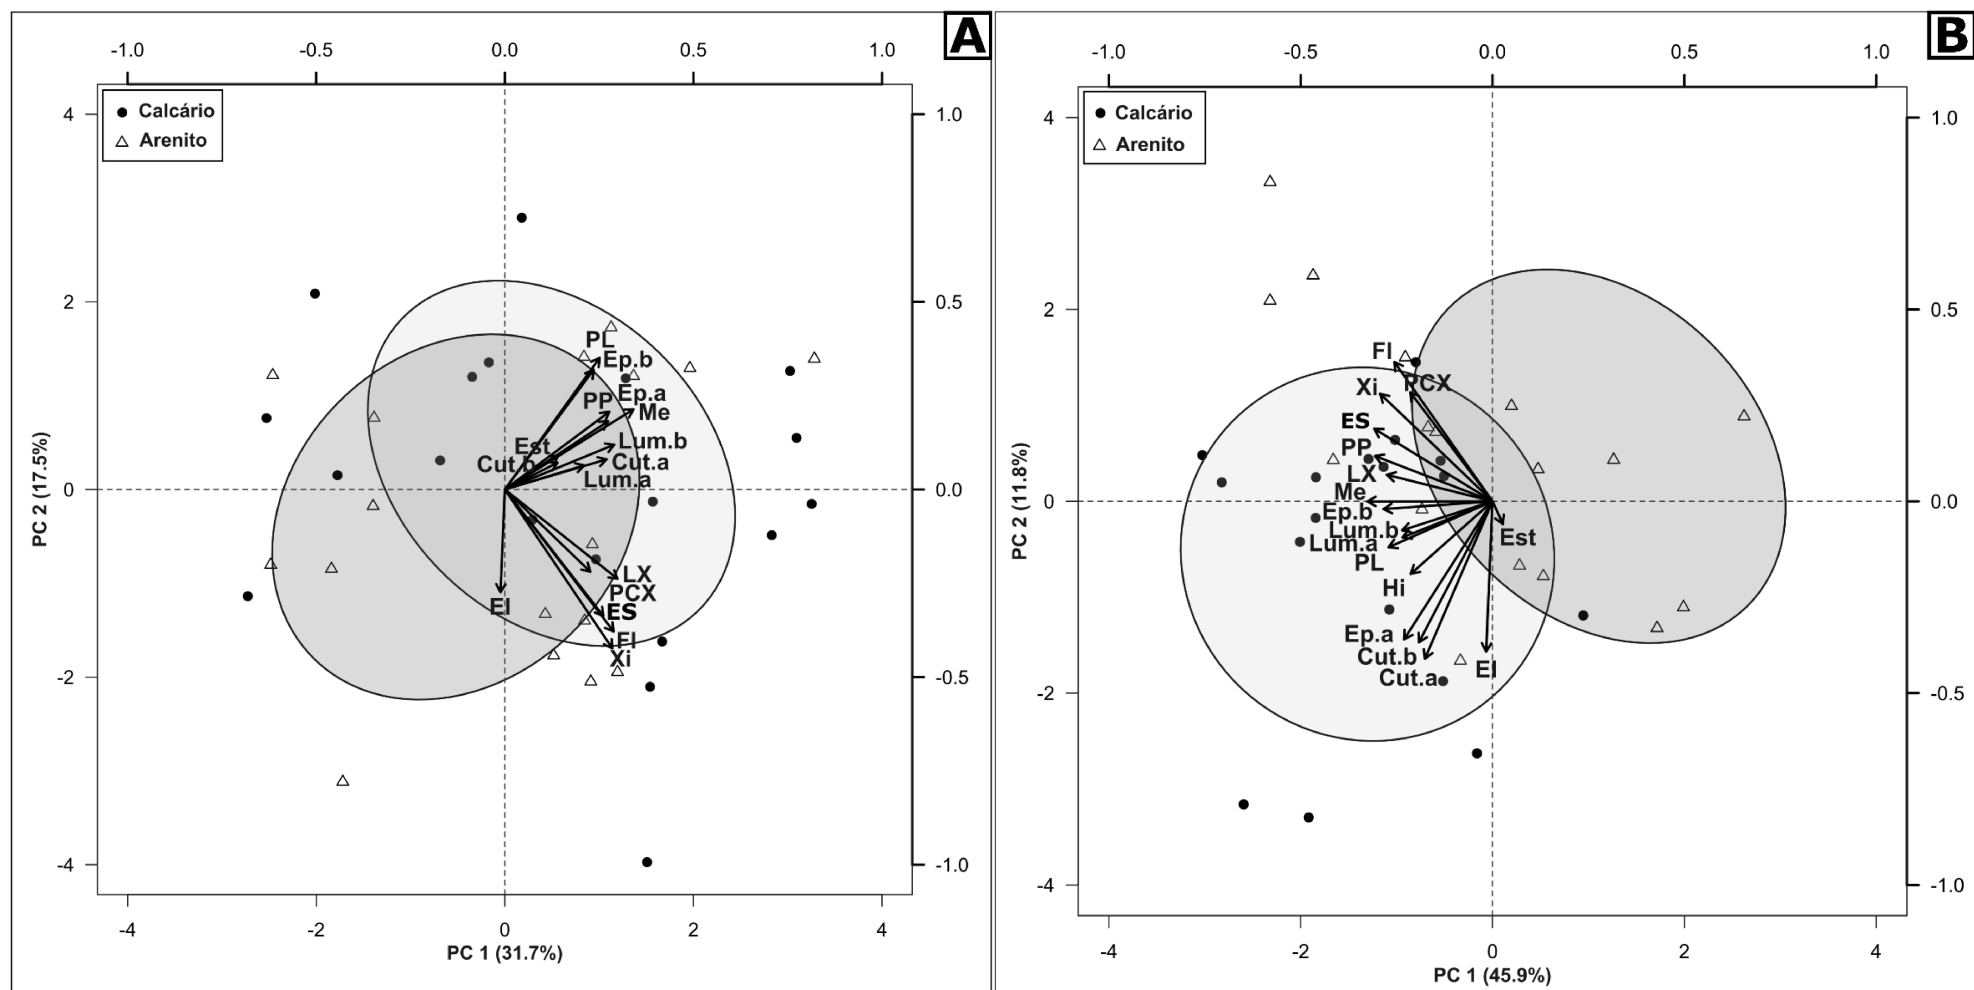 A
-1.0 -0.5 0.0 0.5 1.0
Calcário
Arenito
4 1.0
2 0.5
0 0.0
-2 -0.5
-4 -1.0
PL
Ep.b
Ep.a
PP
Me
Est
Lum.b
Cut.b
Cut.a
Lum.a
LX
PCX
EI
ES
FI
Xi
PC 2 (17.5%)
-4 -2 0 2 4
PC 1 (31.7%)
B
-1.0 -0.5 0.0 0.5 1.0
Calcário
Arenito
4 1.0
2 0.5
0 0.0
-2 -0.5
-4 -1.0
FI
PCX
Xi
ES
PP
LX
Me
Ep.b
Lum.b
Est
Lum.a
PL
Hi
Ep.a
Cut.b
EI
Cut.a
PC 2 (11.8%)
-4 -2 0 2 4
PC 1 (45.9%)